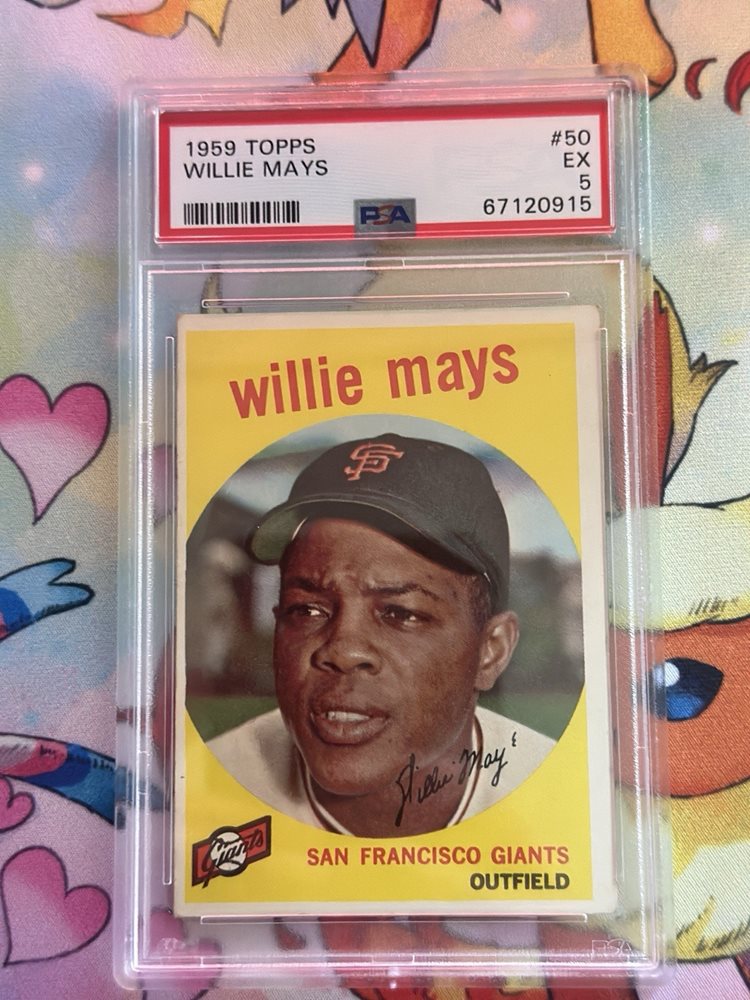 1959 TOPPS #50
WILLIE MAYS EX
5
PSA 67120915
willie mays
SF
Willie Mays
Giants
SAN FRANCISCO GIANTS
OUTFIELD
PSA